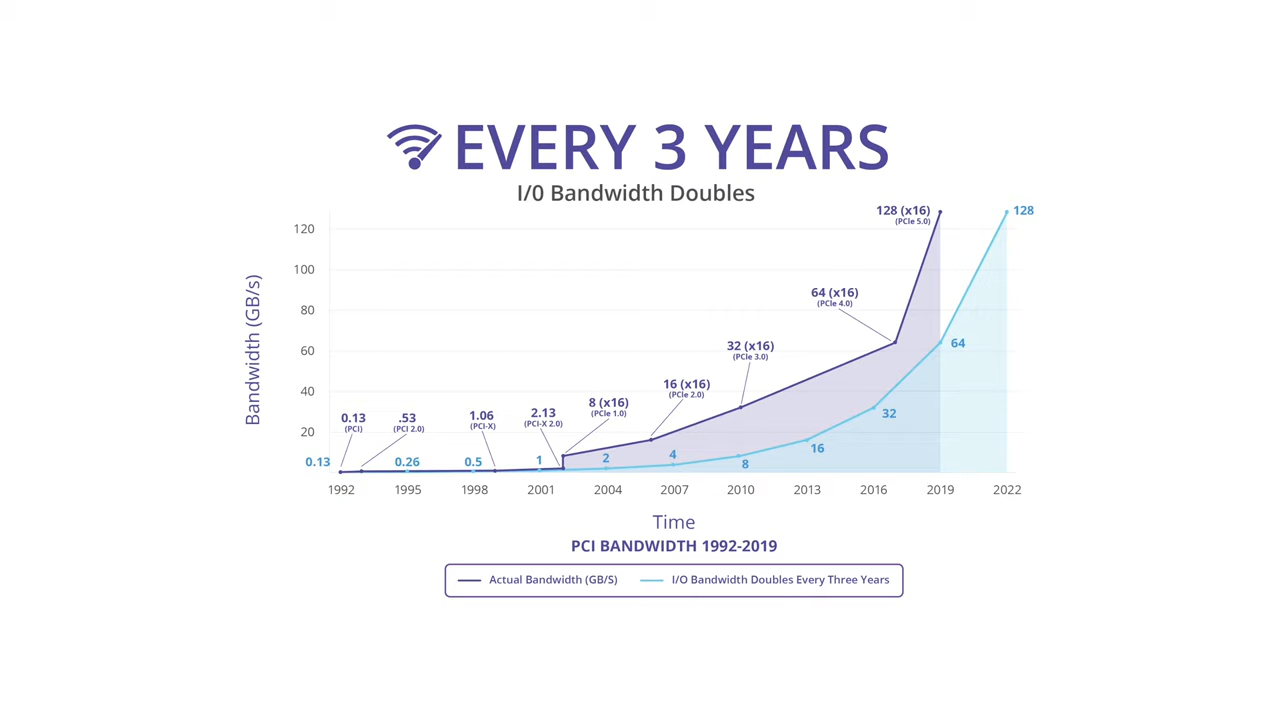 EVERY 3 YEARS
I/0 Bandwidth Doubles
Bandwidth (GB/s)
120
100
80
60
40
20
128 (x16)
(PCIe 5.0)
128
64 (x16)
(PCIe 4.0)
64
32 (x16)
(PCIe 3.0)
32
16 (x16)
(PCIe 2.0)
16
8 (x16)
(PCIe 1.0)
8
0.13
(PCI)
.53
(PCI 2.0)
1.06
(PCI-X)
2.13
(PCI-X 2.0)
0.13
0.26
0.5
1
2
4
1992
1995
1998
2001
2004
2007
2010
2013
2016
2019
2022
Time
PCI BANDWIDTH 1992-2019
Actual Bandwidth (GB/S)
I/O Bandwidth Doubles Every Three Years